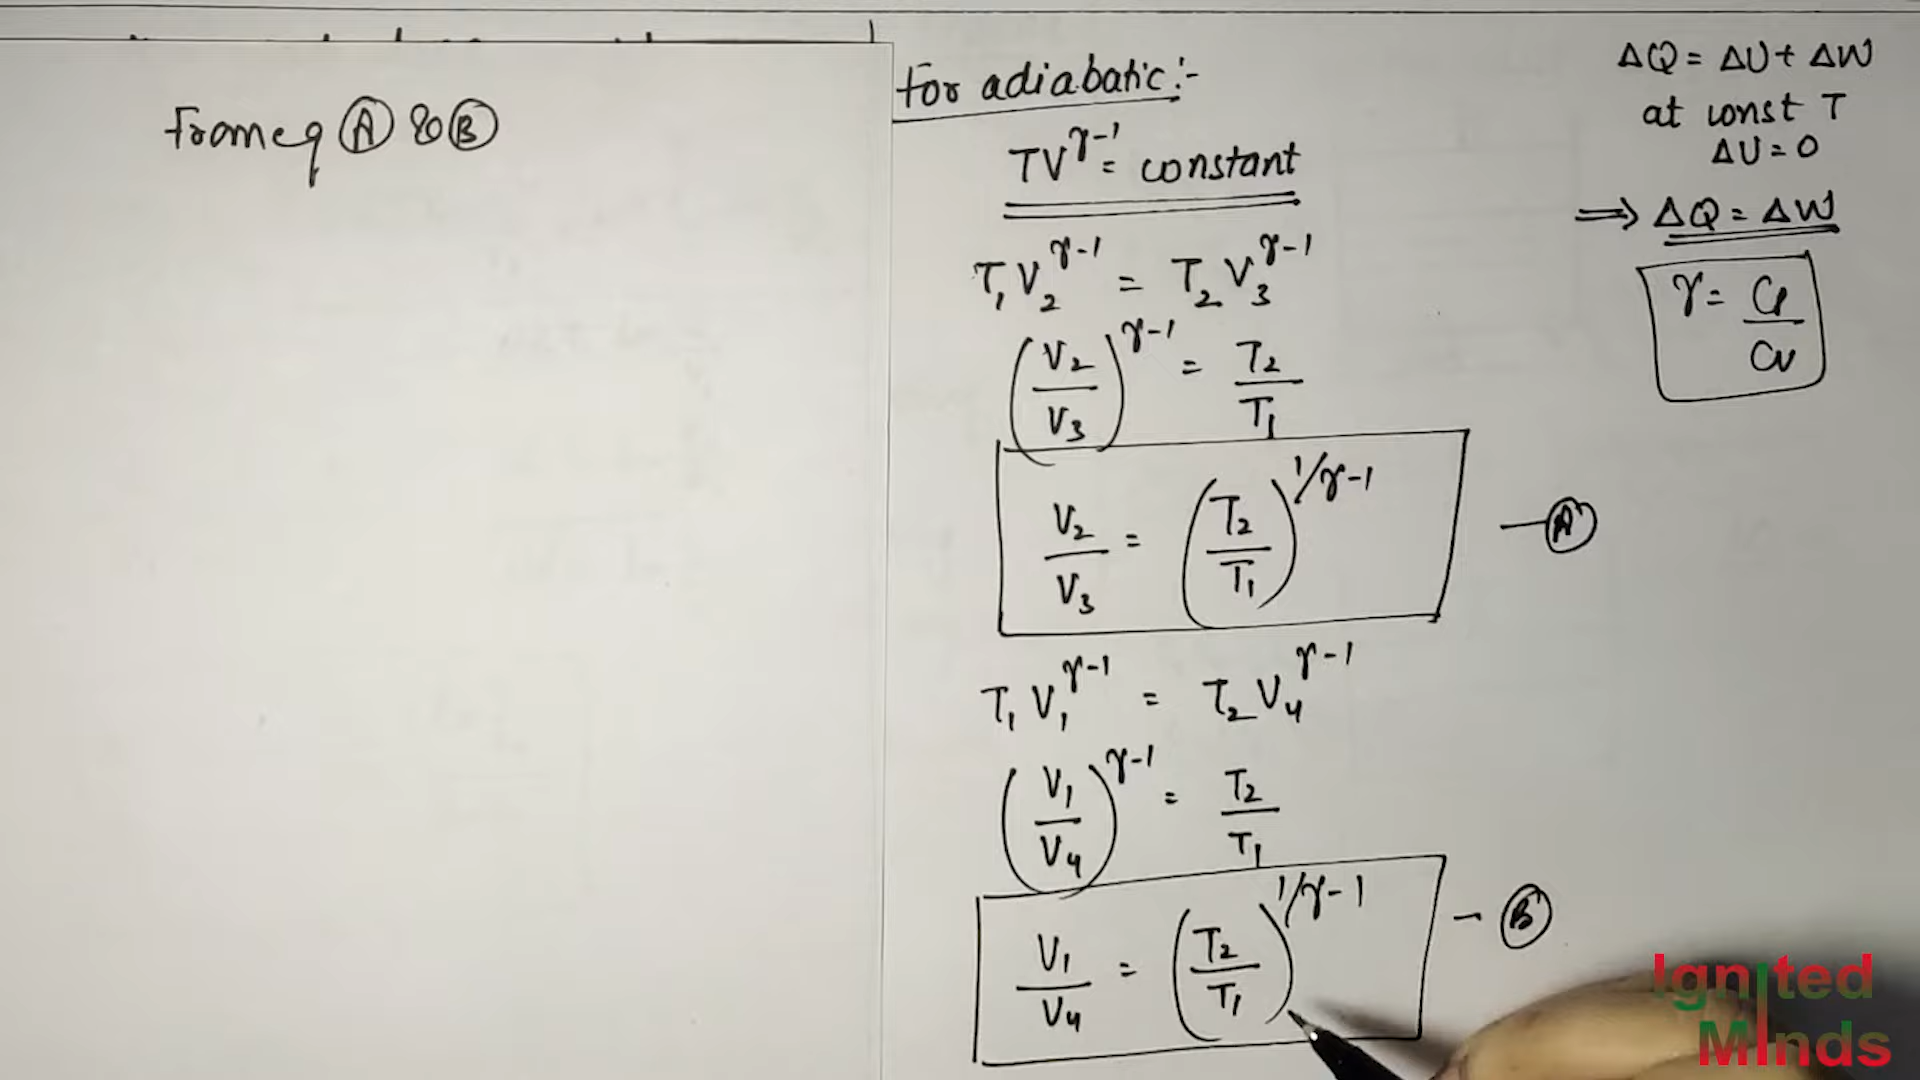 From eq Ⓐ & Ⓑ
For adiabatic:-
TV^γ-1 = constant
T₁V₂^γ-1 = T₂V₃^γ-1
(V₂/V₃)^γ-1 = T₂/T₁
V₂/V₃ = (T₂/T₁)^1/γ-1 — Ⓐ
T₁V₁^γ-1 = T₂V₄^γ-1
(V₁/V₄)^γ-1 = T₂/T₁
V₁/V₄ = (T₂/T₁)^1/γ-1 — Ⓑ
ΔQ = ΔU + ΔW
at const T
ΔU = 0
⟹ ΔQ = ΔW
γ = Cp/Cv
Ignited
Minds